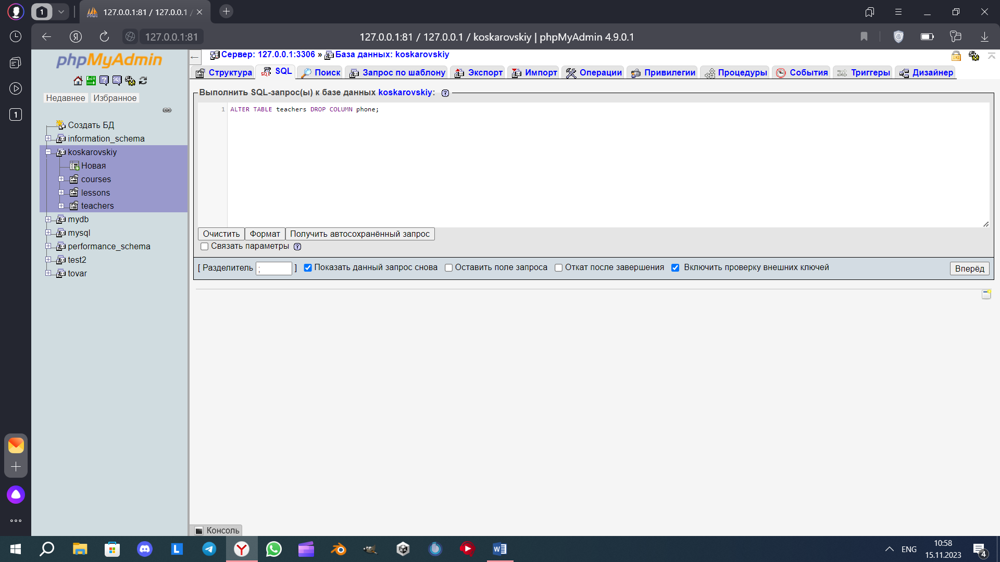 1
127.0.0.1:81 / 127.0.0.1 /
127.0.0.1:81
127.0.0.1:81 / 127.0.0.1 / koskarovskiy | phpMyAdmin 4.9.0.1
1
phpMyAdmin
Недавнее Избранное
Создать БД
information_schema
koskarovskiy
Новая
courses
lessons
teachers
mydb
mysql
performance_schema
test2
tovar
Сервер: 127.0.0.1:3306 » База данных: koskarovskiy
Структура SQL Поиск Запрос по шаблону Экспорт Импорт Операции Привилегии Процедуры События Триггеры Дизайнер
Выполнить SQL-запрос(ы) к базе данных koskarovskiy:
1 ALTER TABLE teachers DROP COLUMN phone;
Очистить Формат Получить автосохранённый запрос
Связать параметры
[ Разделитель ; ] Показать данный запрос снова Оставить поле запроса Откат после завершения Включить проверку внешних ключей Вперёд
Консоль
ENG
10:58
15.11.2023
4